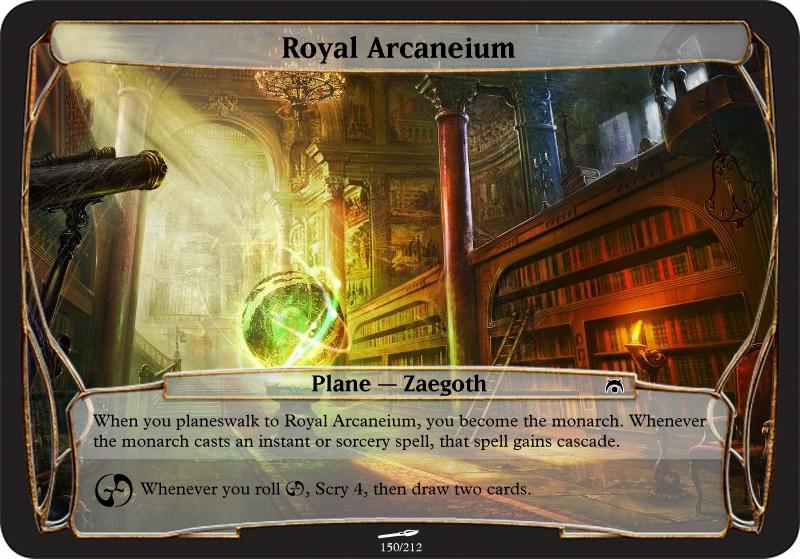 Royal Arcaneium
Plane — Zaegoth
When you planeswalk to Royal Arcaneium, you become the monarch. Whenever
the monarch casts an instant or sorcery spell, that spell gains cascade.
Whenever you roll , Scry 4, then draw two cards.
150/212